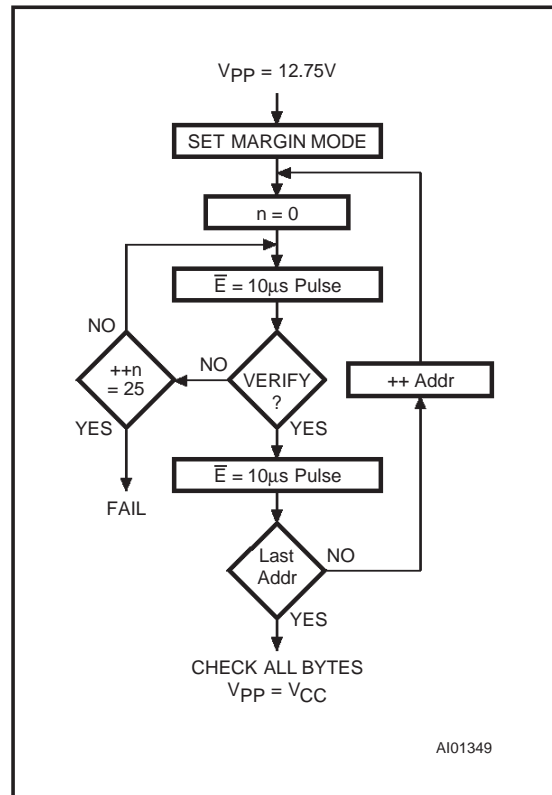 VPP = 12.75V
SET MARGIN MODE
n = 0
E̅ = 10µs Pulse
NO
++n
= 25
NO
VERIFY
?
++ Addr
YES
YES
E̅ = 10µs Pulse
FAIL
Last
Addr
NO
YES
CHECK ALL BYTES
VPP = VCC
AI01349